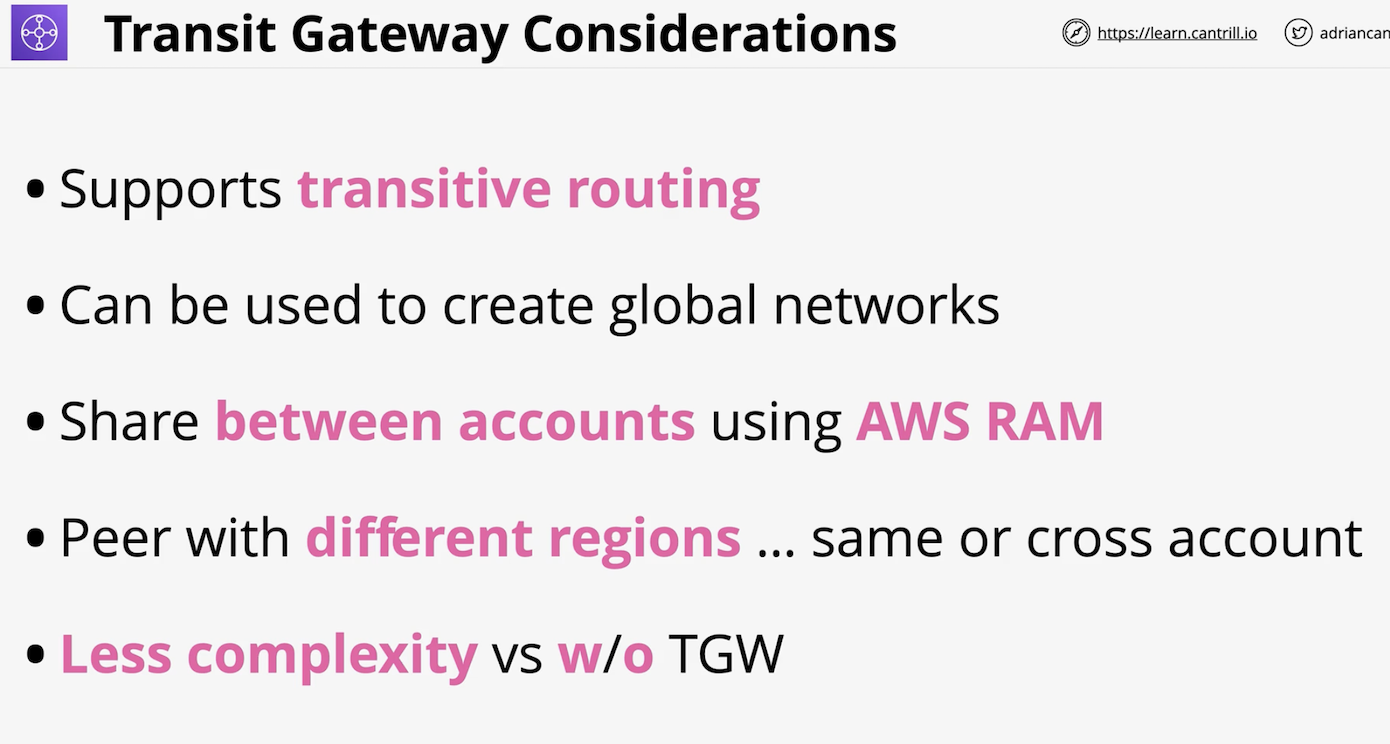 Transit Gateway Considerations
https://learn.cantrill.io
adriancan
• Supports transitive routing
• Can be used to create global networks
• Share between accounts using AWS RAM
• Peer with different regions ... same or cross account
• Less complexity vs w/o TGW